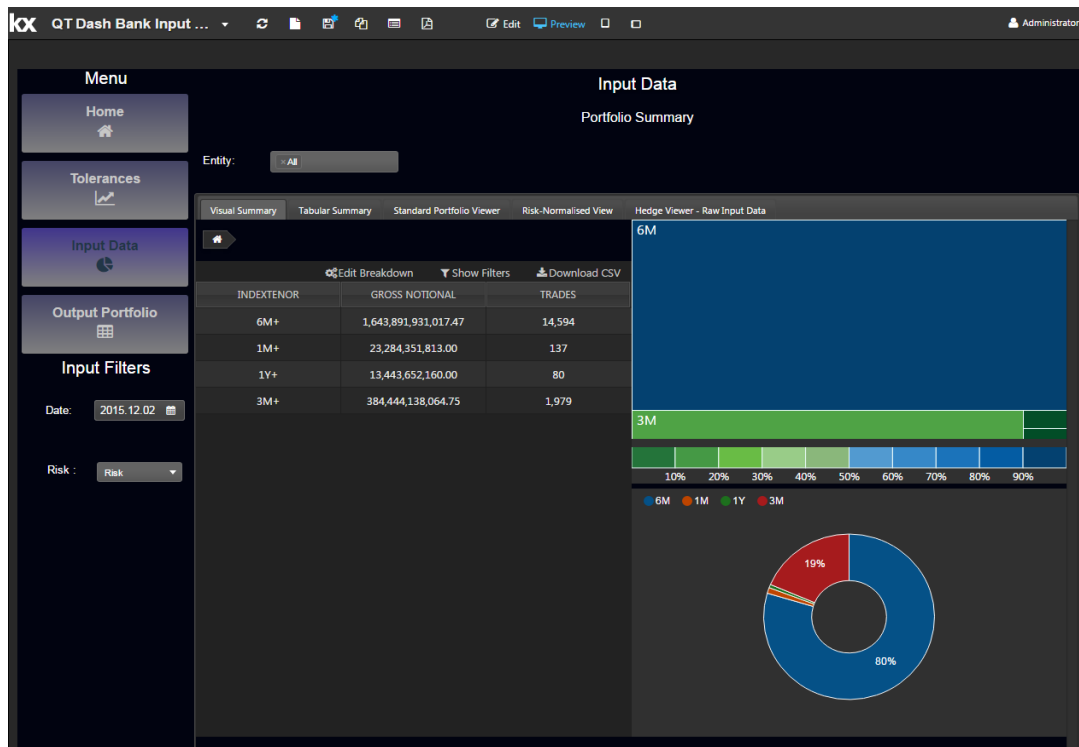 kx QT Dash Bank Input ... Edit Preview Administrator
Menu
Home
Tolerances
Input Data
Output Portfolio
Input Filters
Date: 2015.12.02
Risk : Risk
Input Data
Portfolio Summary
Entity: ×All
Visual Summary Tabular Summary Standard Portfolio Viewer Risk-Normalised View Hedge Viewer - Raw Input Data
Edit Breakdown Show Filters Download CSV
INDEXTENOR GROSS NOTIONAL TRADES
6M+ 1,643,891,931,017.47 14,594
1M+ 23,284,351,813.00 137
1Y+ 13,443,652,160.00 80
3M+ 384,444,138,064.75 1,979
6M
3M
10% 20% 30% 40% 50% 60% 70% 80% 90%
6M 1M 1Y 3M
19%
80%